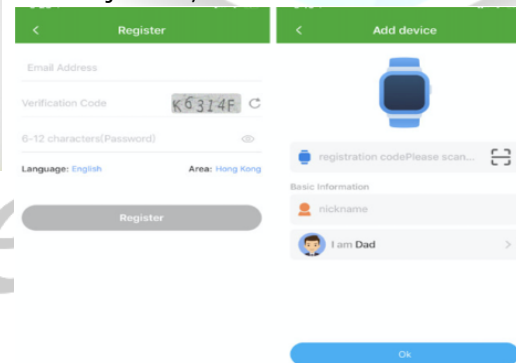 Register
Email Address
Verification Code K6314F
6-12 characters(Password)
Language: English Area: Hong Kong
Register
Add device
registration codePlease scan...
Basic Information
nickname
I am Dad
Ok